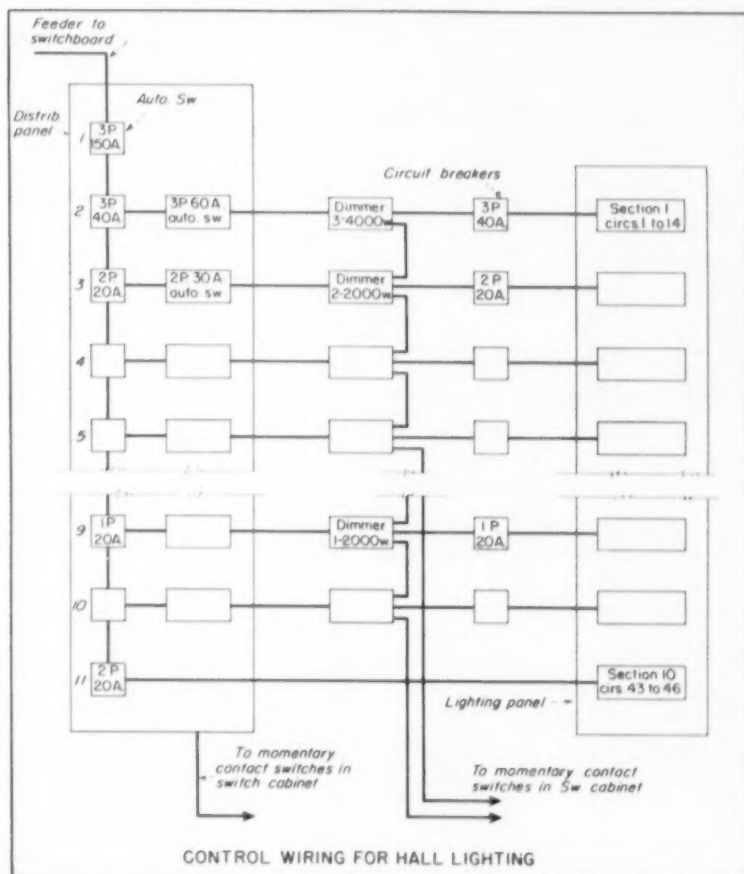 Feeder to
switchboard
Auto Sw
Distrib
panel
1
3P
150A
Circuit breakers
2
3P
40A
3P 60A
auto sw
Dimmer
3-4000w
3P
40A
Section 1
circs. 1 to 14
3
2P
20A
2P 30A
auto sw
Dimmer
2-2000w
2P
20A
4
5
9
1P
20A
Dimmer
1-2000w
1P
20A
10
11
2P
20A
Section 10
cirs. 43 to 46
Lighting panel
To momentary
contact switches in
switch cabinet
To momentary contact
switches in Sw cabinet
CONTROL WIRING FOR HALL LIGHTING